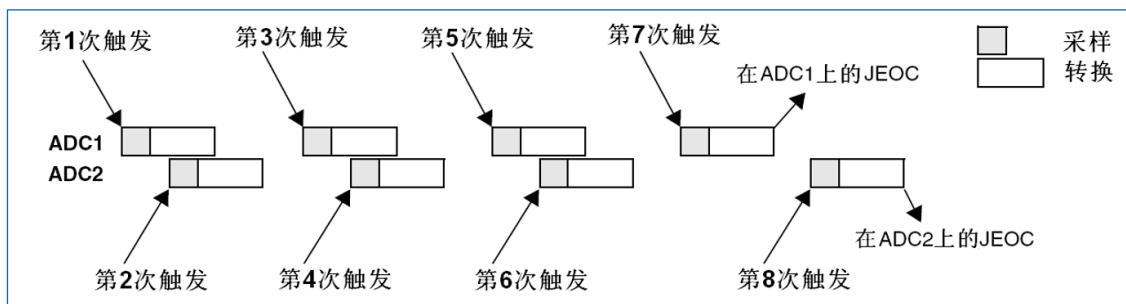 第1次触发
第3次触发
第5次触发
第7次触发
采样
转换
在ADC1上的JEOC
ADC1
ADC2
在ADC2上的JEOC
第2次触发
第4次触发
第6次触发
第8次触发